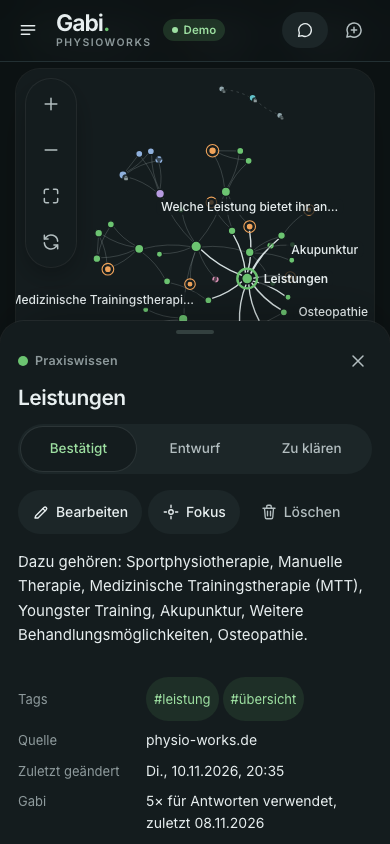 Gabi.
PHYSIOWORKS
Demo
Welche Leistung bietet ihr an...
Akupunktur
Leistungen
Medizinische Trainingstherapi...
Osteopathie
Praxiswissen
Leistungen
Bestätigt
Entwurf
Zu klären
Bearbeiten
Fokus
Löschen
Dazu gehören: Sportphysiotherapie, Manuelle
Therapie, Medizinische Trainingstherapie (MTT),
Youngster Training, Akupunktur, Weitere
Behandlungsmöglichkeiten, Osteopathie.
Tags #leistung #übersicht
Quelle physio-works.de
Zuletzt geändert Di., 10.11.2026, 20:35
Gabi 5× für Antworten verwendet,
zuletzt 08.11.2026